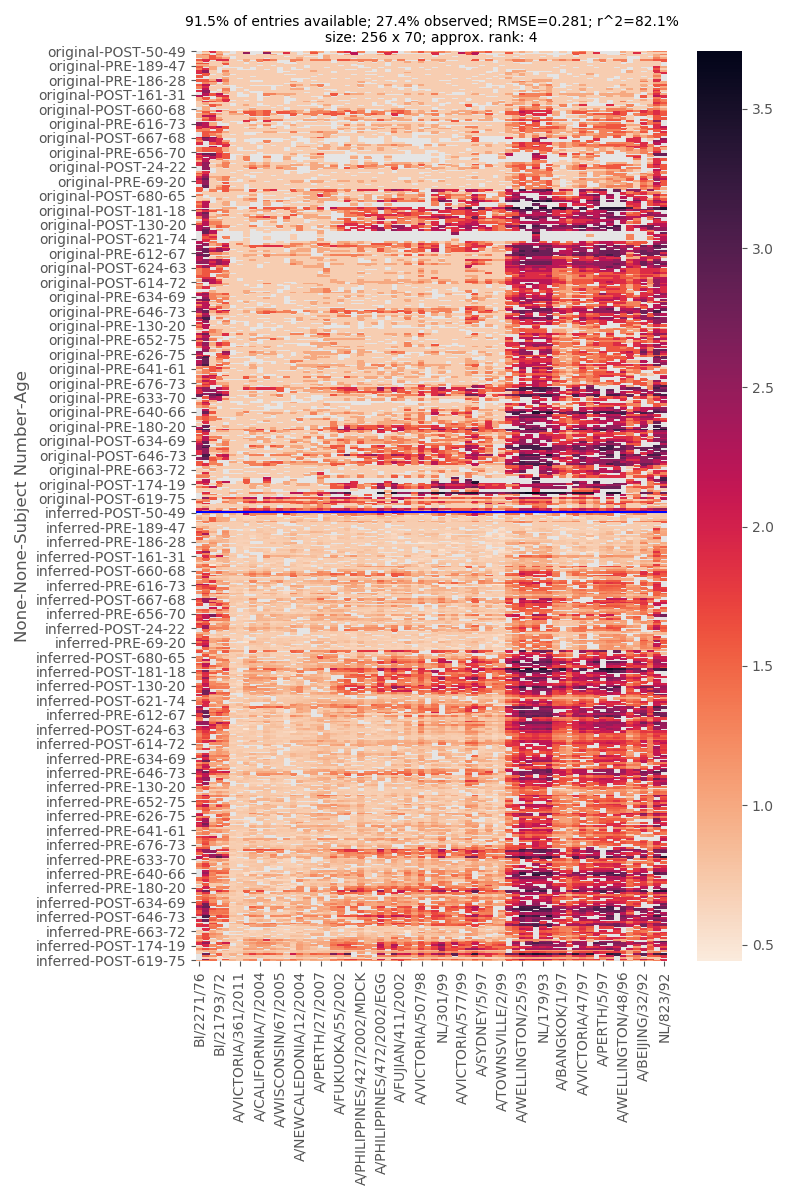 91.5% of entries available; 27.4% observed; RMSE=0.281; r^2=82.1%
size: 256 x 70; approx. rank: 4
None-None-Subject Number-Age
original-POST-50-49
original-PRE-189-47
original-PRE-186-28
original-POST-161-31
original-POST-660-68
original-PRE-616-73
original-POST-667-68
original-PRE-656-70
original-POST-24-22
original-PRE-69-20
original-POST-680-65
original-POST-181-18
original-POST-130-20
original-POST-621-74
original-PRE-612-67
original-POST-624-63
original-POST-614-72
original-PRE-634-69
original-PRE-646-73
original-PRE-130-20
original-PRE-652-75
original-PRE-626-75
original-PRE-641-61
original-PRE-676-73
original-PRE-633-70
original-PRE-640-66
original-PRE-180-20
original-POST-634-69
original-POST-646-73
original-PRE-663-72
original-POST-174-19
original-POST-619-75
inferred-POST-50-49
inferred-PRE-189-47
inferred-PRE-186-28
inferred-POST-161-31
inferred-POST-660-68
inferred-PRE-616-73
inferred-POST-667-68
inferred-PRE-656-70
inferred-POST-24-22
inferred-PRE-69-20
inferred-POST-680-65
inferred-POST-181-18
inferred-POST-130-20
inferred-POST-621-74
inferred-PRE-612-67
inferred-POST-624-63
inferred-POST-614-72
inferred-PRE-634-69
inferred-PRE-646-73
inferred-PRE-130-20
inferred-PRE-652-75
inferred-PRE-626-75
inferred-PRE-641-61
inferred-PRE-676-73
inferred-PRE-633-70
inferred-PRE-640-66
inferred-PRE-180-20
inferred-POST-634-69
inferred-POST-646-73
inferred-PRE-663-72
inferred-POST-174-19
inferred-POST-619-75
BI/2271/76
BI/21793/72
A/VICTORIA/361/2011
A/CALIFORNIA/7/2004
A/WISCONSIN/67/2005
A/NEWCALEDONIA/12/2004
A/PERTH/27/2007
A/FUKUOKA/55/2002
A/PHILIPPINES/427/2002/MDCK
A/PHILIPPINES/472/2002/EGG
A/FUJIAN/411/2002
A/VICTORIA/507/98
NL/301/99
A/VICTORIA/577/99
A/SYDNEY/5/97
A/TOWNSVILLE/2/99
A/WELLINGTON/25/93
NL/179/93
A/BANGKOK/1/97
A/VICTORIA/47/97
A/PERTH/5/97
A/WELLINGTON/48/96
A/BEIJING/32/92
NL/823/92
3.5
3.0
2.5
2.0
1.5
1.0
0.5